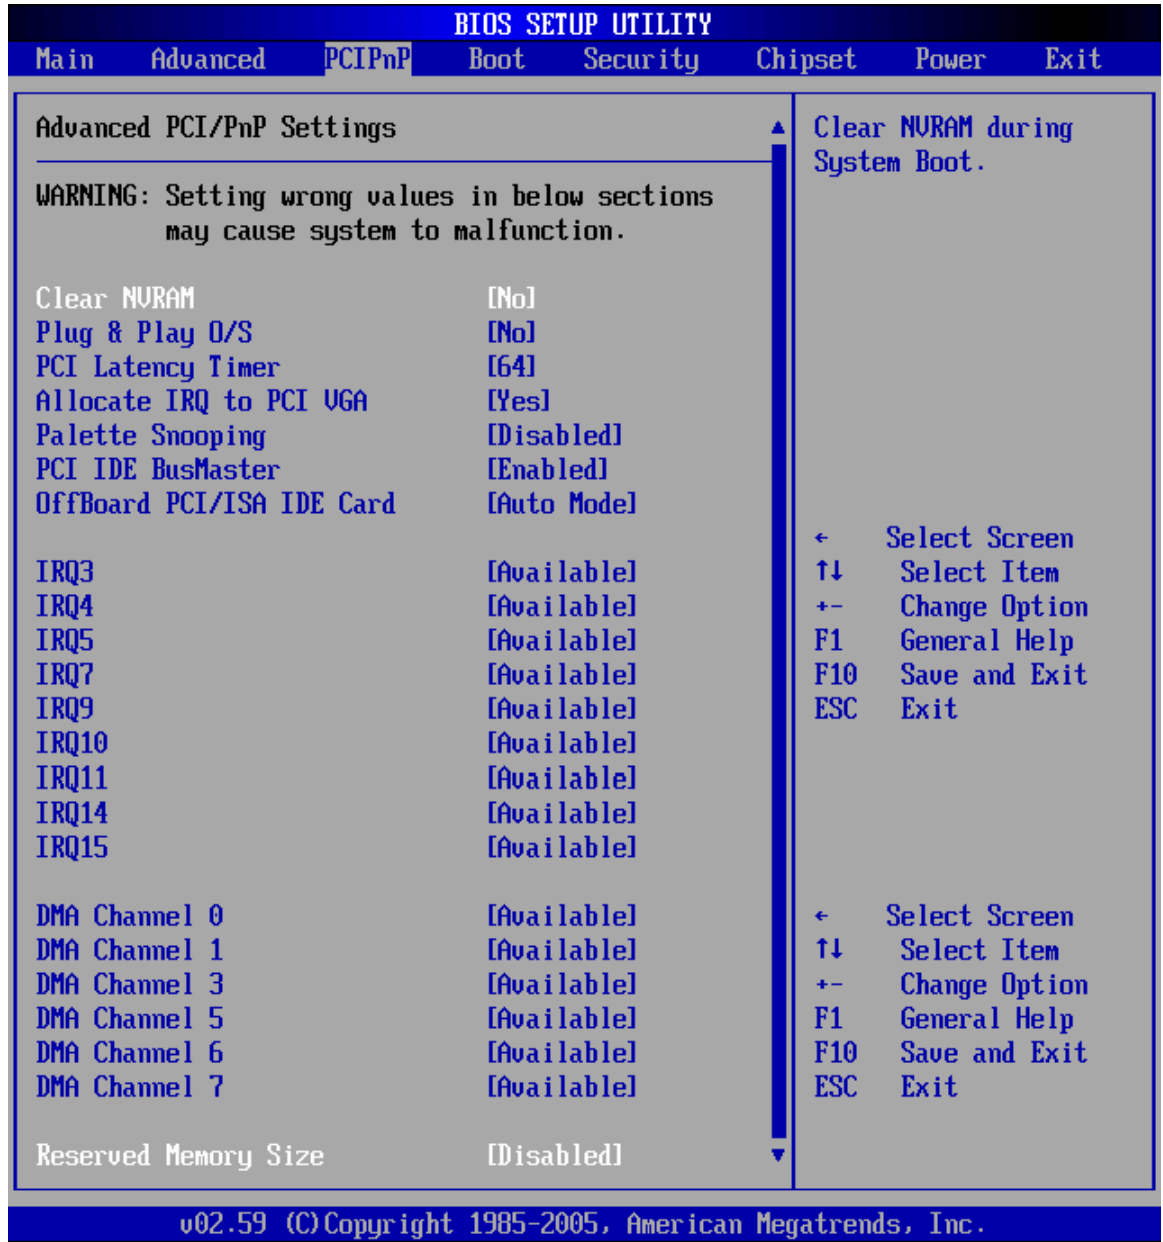 BIOS SETUP UTILITY
Main Advanced PCIPnP Boot Security Chipset Power Exit
Advanced PCI/PnP Settings
WARNING: Setting wrong values in below sections
may cause system to malfunction.
Clear NVRAM [No]
Plug & Play O/S [No]
PCI Latency Timer [64]
Allocate IRQ to PCI VGA [Yes]
Palette Snooping [Disabled]
PCI IDE BusMaster [Enabled]
OffBoard PCI/ISA IDE Card [Auto Mode]
IRQ3 [Available]
IRQ4 [Available]
IRQ5 [Available]
IRQ7 [Available]
IRQ9 [Available]
IRQ10 [Available]
IRQ11 [Available]
IRQ14 [Available]
IRQ15 [Available]
DMA Channel 0 [Available]
DMA Channel 1 [Available]
DMA Channel 3 [Available]
DMA Channel 5 [Available]
DMA Channel 6 [Available]
DMA Channel 7 [Available]
Reserved Memory Size [Disabled]
Clear NVRAM during
System Boot.
← Select Screen
↑↓ Select Item
+- Change Option
F1 General Help
F10 Save and Exit
ESC Exit
← Select Screen
↑↓ Select Item
+- Change Option
F1 General Help
F10 Save and Exit
ESC Exit
v02.59 (C)Copyright 1985-2005, American Megatrends, Inc.